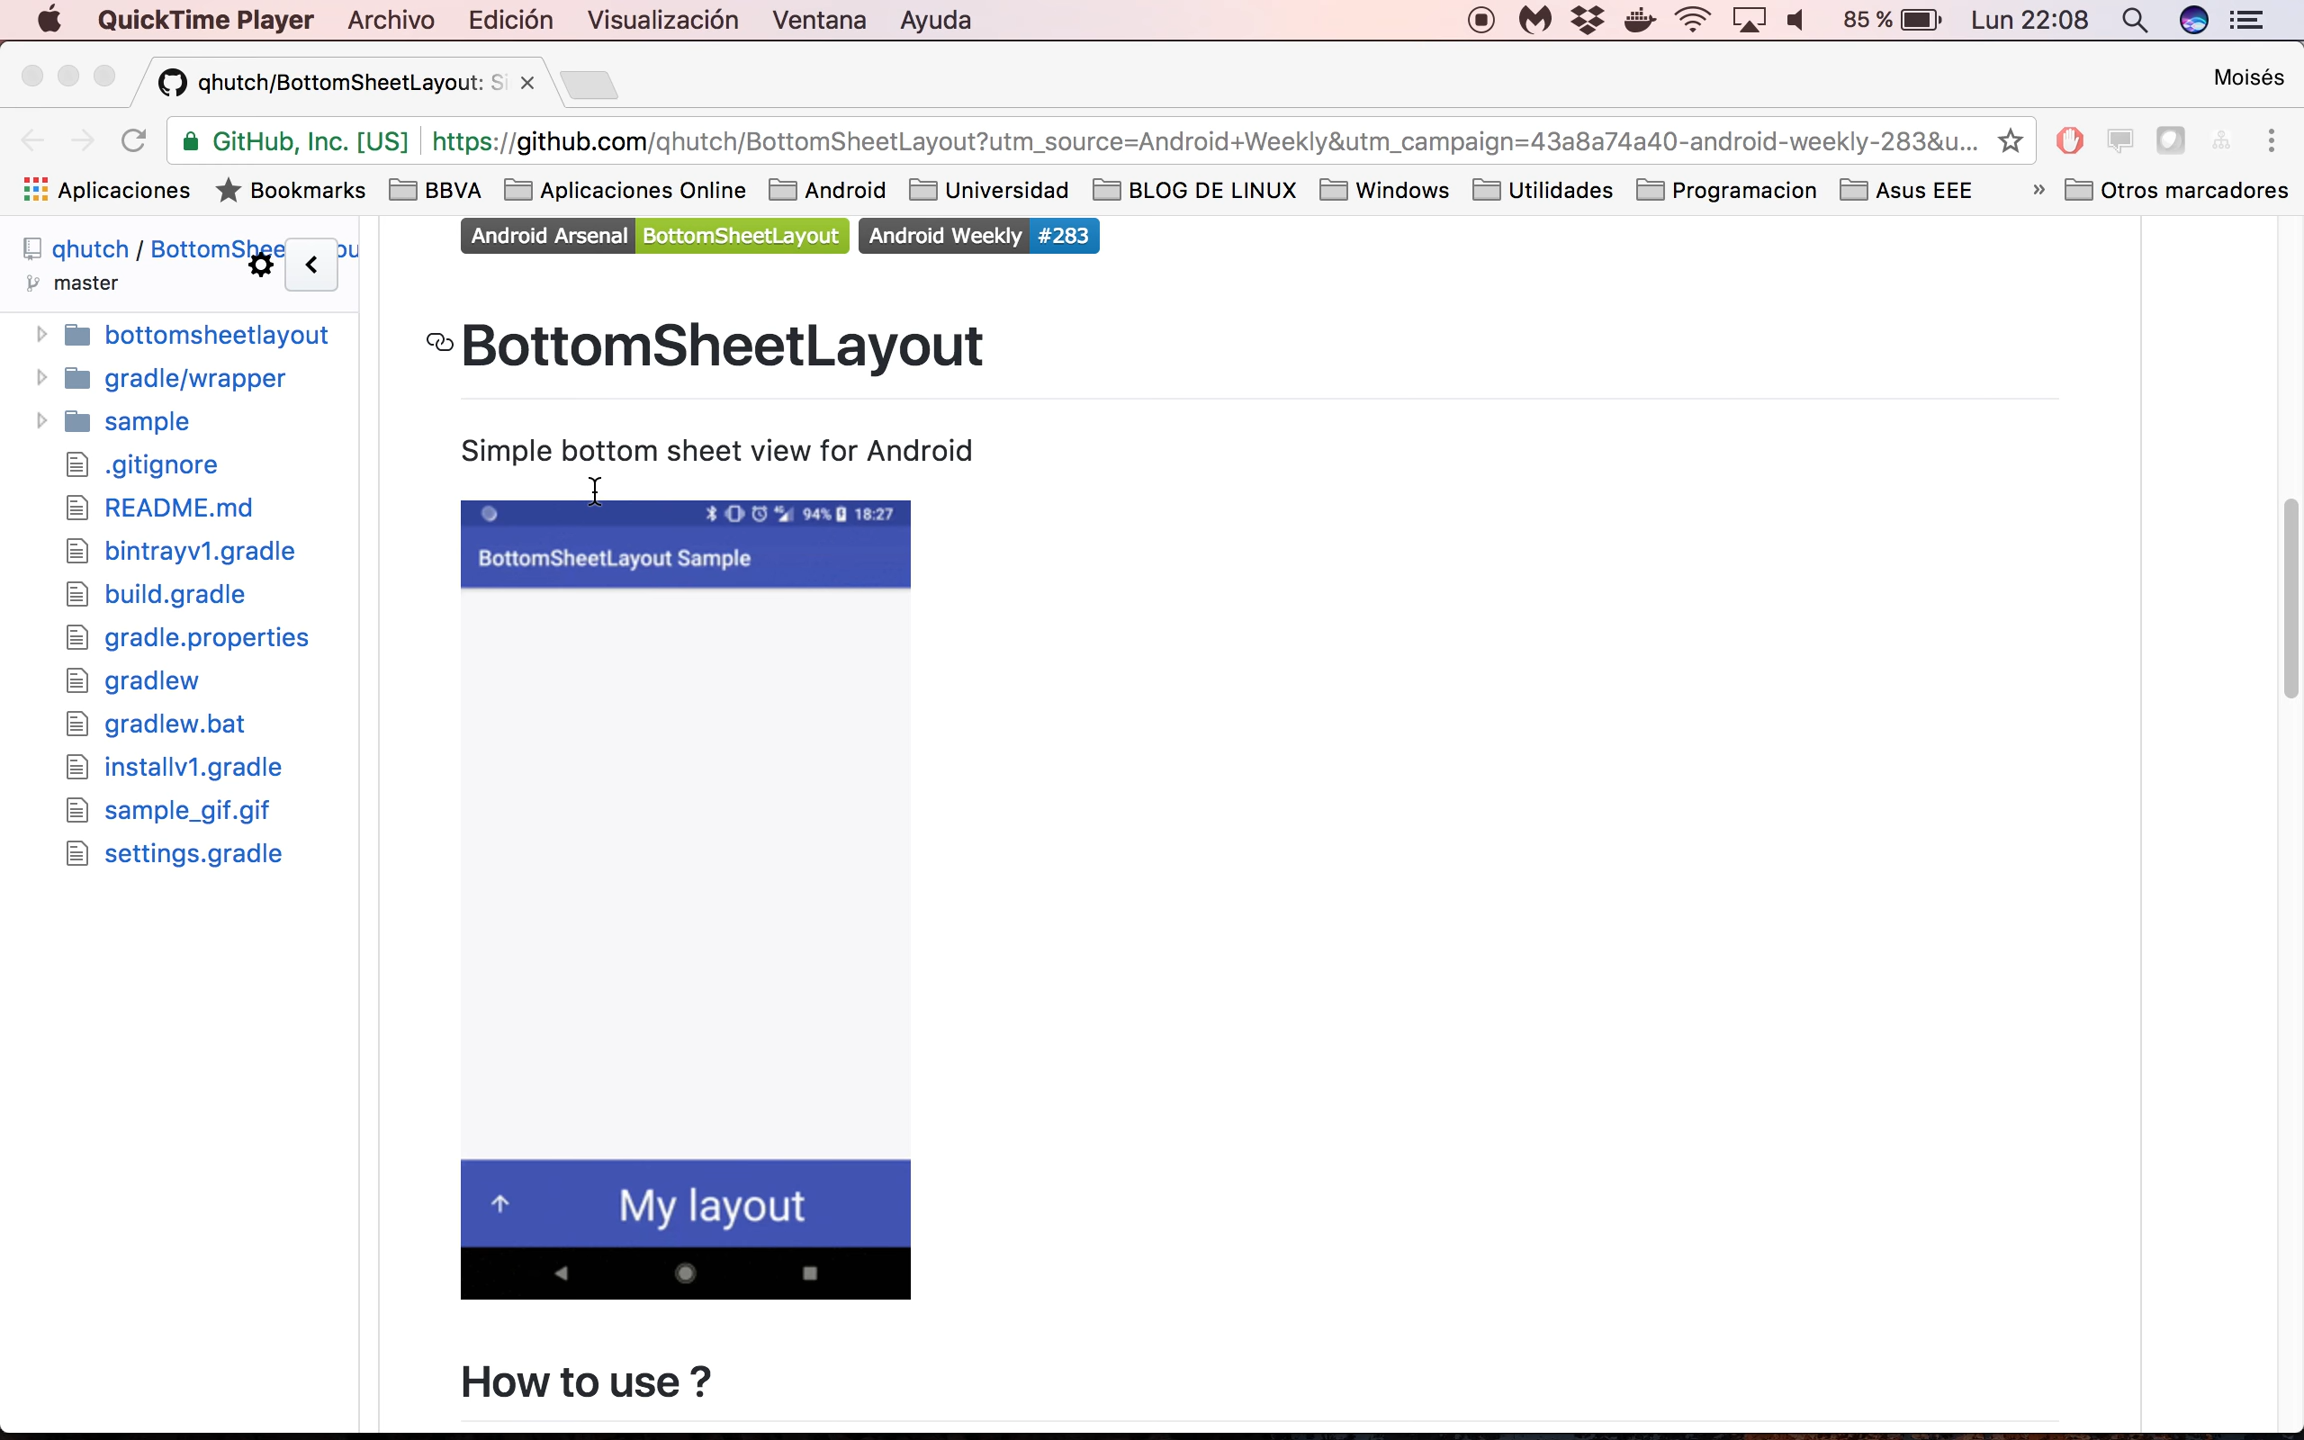 QuickTime Player Archivo Edición Visualización Ventana Ayuda 85 % Lun 22:08
qhutch/BottomSheetLayout: Si Moisés
GitHub, Inc. [US] https://github.com/qhutch/BottomSheetLayout?utm_source=Android+Weekly&utm_campaign=43a8a74a40-android-weekly-283&u...
Aplicaciones Bookmarks BBVA Aplicaciones Online Android Universidad BLOG DE LINUX Windows Utilidades Programacion Asus EEE » Otros marcadores
qhutch / BottomShee ou
master
bottomsheetlayout
gradle/wrapper
sample
.gitignore
README.md
bintrayv1.gradle
build.gradle
gradle.properties
gradlew
gradlew.bat
installv1.gradle
sample_gif.gif
settings.gradle
Android Arsenal BottomSheetLayout Android Weekly #283
BottomSheetLayout
Simple bottom sheet view for Android
94% 18:27
BottomSheetLayout Sample
My layout
How to use ?